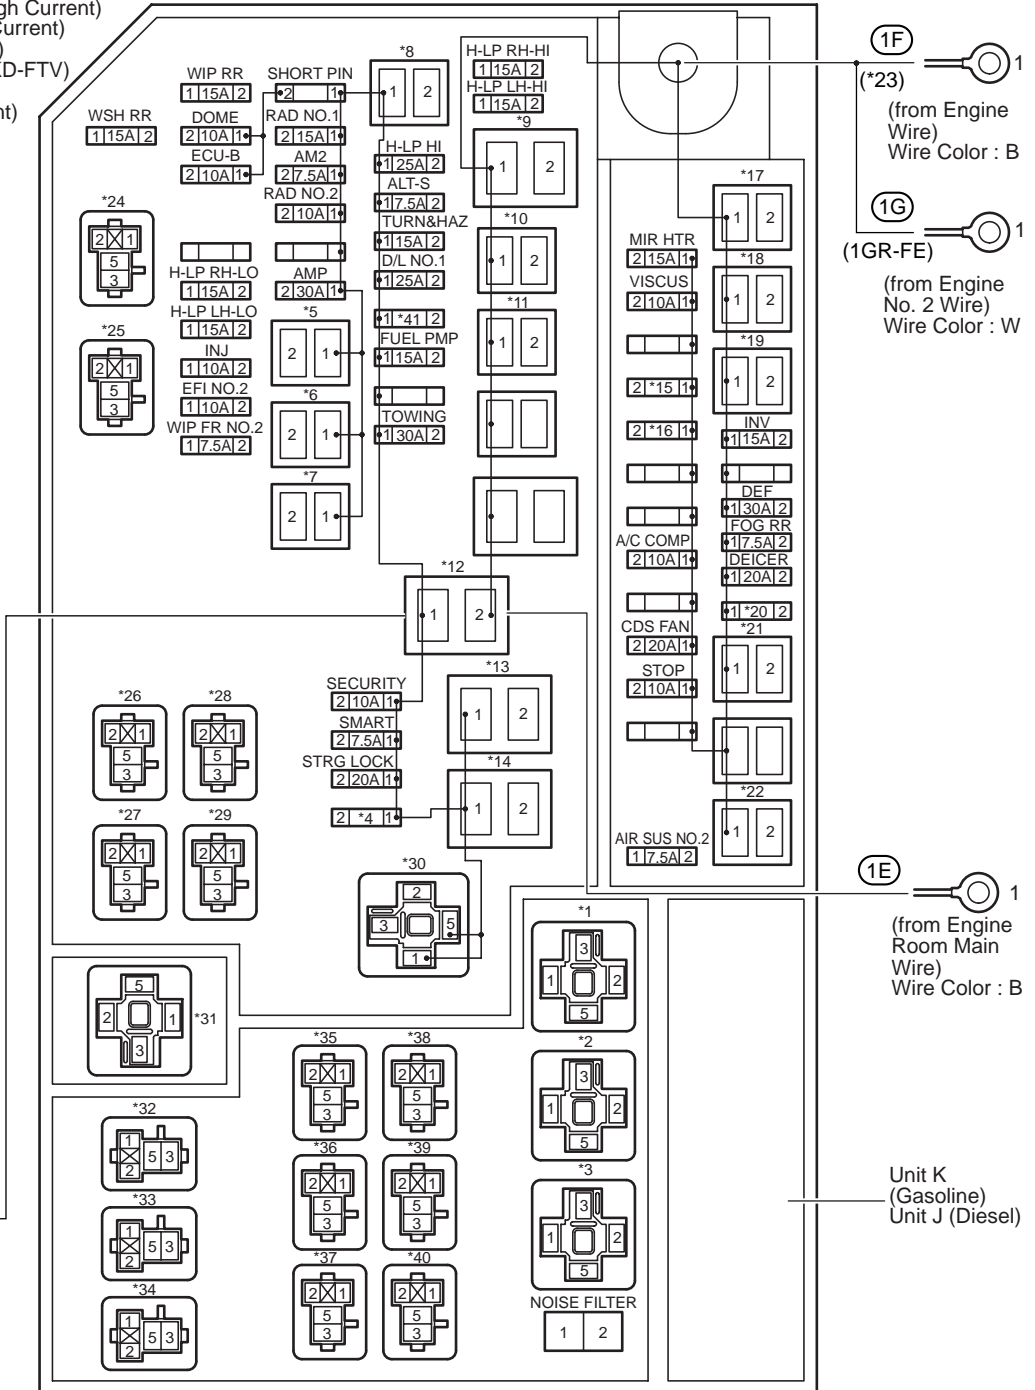 gh Current)
Current)
)
KD-FTV)
nt)
WSH RR
1 15A 2
WIP RR
1 15A 2
DOME
2 10A 1
ECU-B
2 10A 1
SHORT PIN
2 1
RAD NO.1
2 15A 1
AM2
2 7.5A 1
RAD NO.2
2 10A 1
AMP
2 30A 1
H-LP RH-LO
1 15A 2
H-LP LH-LO
1 15A 2
INJ
1 10A 2
EFI NO.2
1 10A 2
WIP FR NO.2
1 7.5A 2
*24
2 1
5
3
*25
2 1
5
3
*5
2 1
*6
2 1
*7
2 1
*8
1 2
H-LP HI
1 25A 2
ALT-S
1 7.5A 2
TURN&HAZ
1 15A 2
D/L NO.1
1 25A 2
1 *41 2
FUEL PMP
1 15A 2
TOWING
1 30A 2
H-LP RH-HI
1 15A 2
H-LP LH-HI
1 15A 2
*9
1 2
*10
1 2
*11
1 2
*12
1 2
*13
1 2
*14
1 2
SECURITY
2 10A 1
SMART
2 7.5A 1
STRG LOCK
2 20A 1
2 *4 1
MIR HTR
2 15A 1
VISCUS
2 10A 1
2 *15 1
2 *16 1
A/C COMP
2 10A 1
CDS FAN
2 20A 1
STOP
2 10A 1
AIR SUS NO.2
1 7.5A 2
*17
1 2
*18
1 2
*19
1 2
INV
1 15A 2
DEF
1 30A 2
FOG RR
1 7.5A 2
DEICER
1 20A 2
1 *20 2
*21
1 2
*22
1 2
1F
1
(*23)
(from Engine
Wire)
Wire Color : B
1G
1
(1GR-FE)
(from Engine
No. 2 Wire)
Wire Color : W
1E
1
(from Engine
Room Main
Wire)
Wire Color : B
*26
2 1
5
3
*28
2 1
5
3
*27
2 1
5
3
*29
2 1
5
3
*30
2
3 5
1
*31
5
2 1
3
*1
3
1 2
5
*2
3
1 2
5
*3
3
1 2
5
*32
1
2
5 3
*33
1
2
5 3
*34
1
2
5 3
*35
2 1
5
3
*38
2 1
5
3
*36
2 1
5
3
*39
2 1
5
3
*37
2 1
5
3
*40
2 1
5
3
NOISE FILTER
1 2
Unit K
(Gasoline)
Unit J (Diesel)